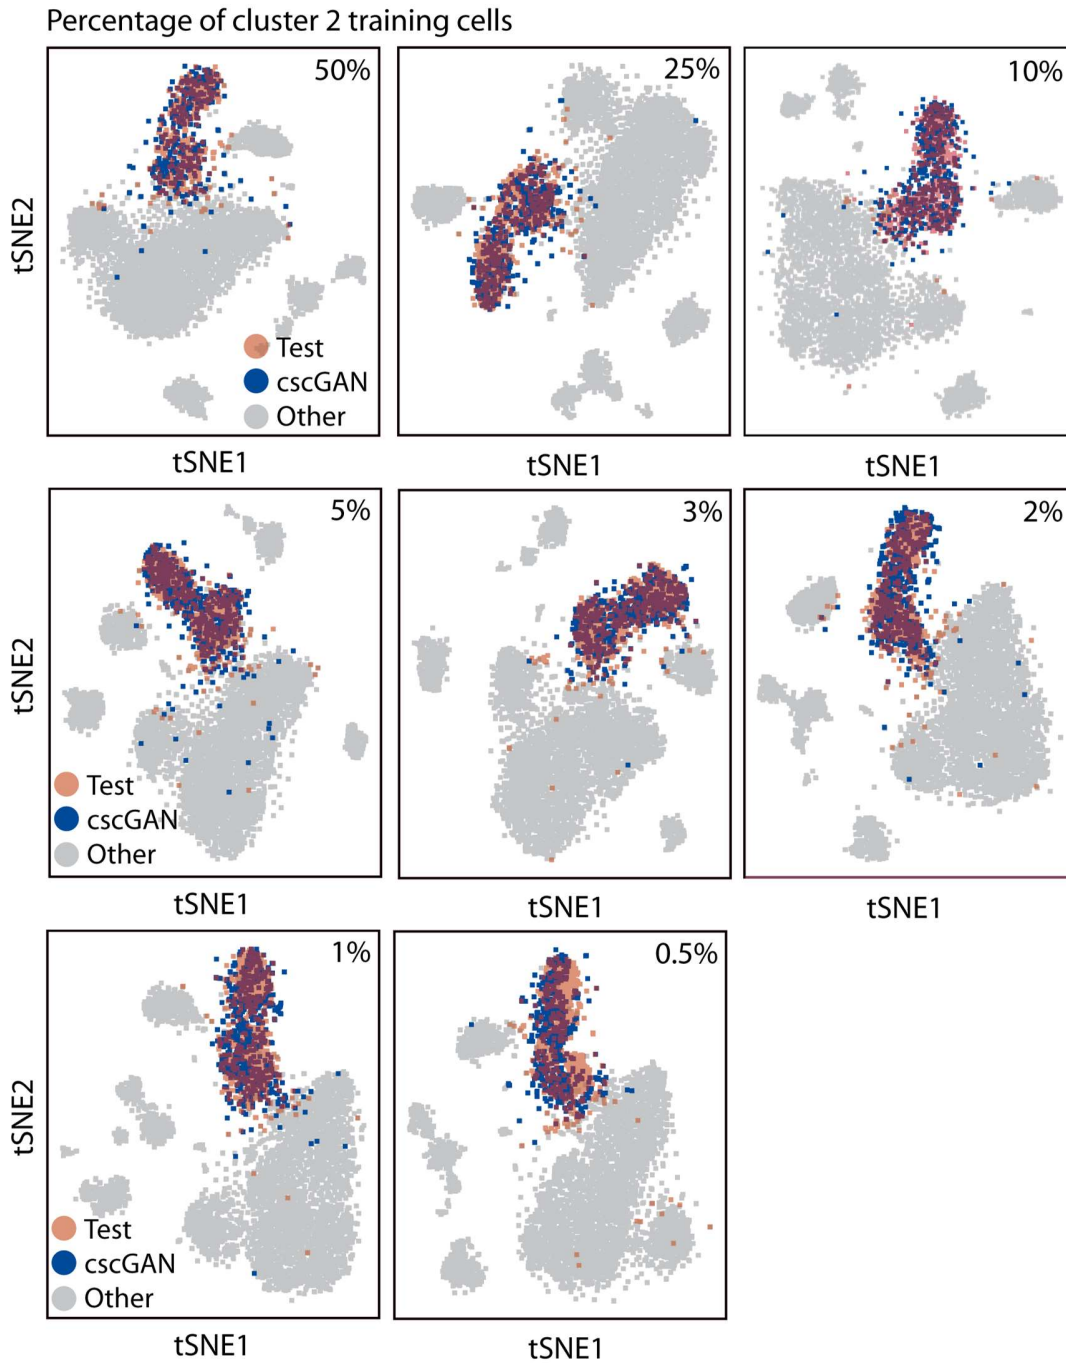 Percentage of cluster 2 training cells
50%
25%
10%
tSNE2
Test
cscGAN
Other
tSNE1
tSNE1
tSNE1
5%
3%
2%
tSNE2
Test
cscGAN
Other
tSNE1
tSNE1
tSNE1
1%
0.5%
tSNE2
Test
cscGAN
Other
tSNE1
tSNE1